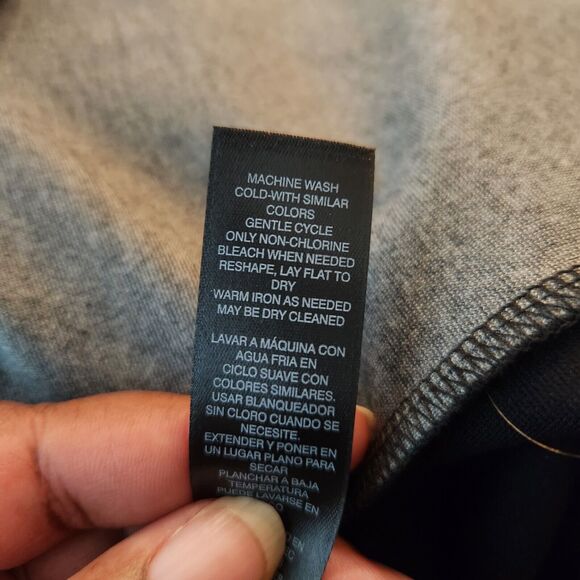 MACHINE WASH
COLD-WITH SIMILAR
COLORS
GENTLE CYCLE
ONLY NON-CHLORINE
BLEACH WHEN NEEDED
RESHAPE, LAY FLAT TO
DRY
WARM IRON AS NEEDED
MAY BE DRY CLEANED
LAVAR A MÁQUINA CON
AGUA FRIA EN
CICLO SUAVE CON
COLORES SIMILARES.
USAR BLANQUEADOR
SIN CLORO CUANDO SE
NECESITE.
EXTENDER Y PONER EN
UN LUGAR PLANO PARA
SECAR
PLANCHAR A BAJA
TEMPERATURA
PUEDE LAVARSE EN
EN